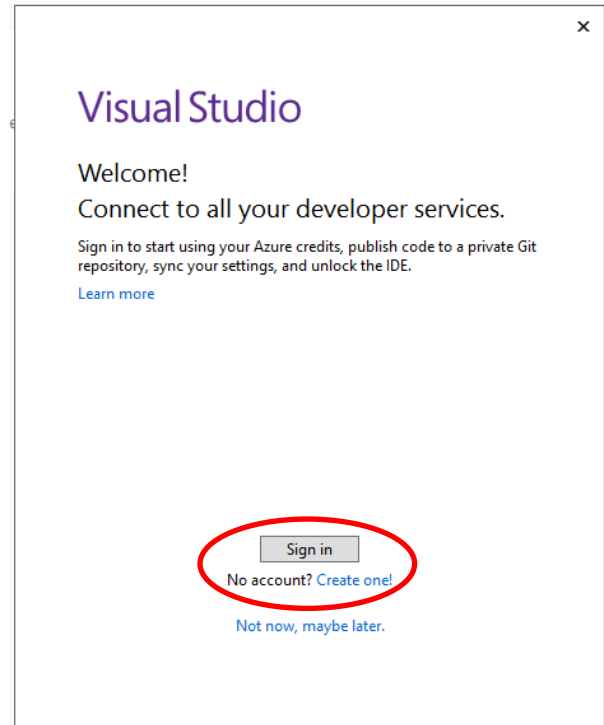 Visual Studio
Welcome!
Connect to all your developer services.
Sign in to start using your Azure credits, publish code to a private Git
repository, sync your settings, and unlock the IDE.
Learn more
Sign in
No account? Create one!
Not now, maybe later.